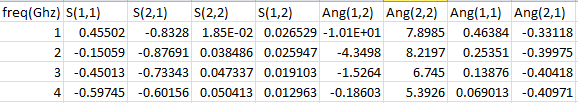 freq(Ghz) S(1,1) S(2,1) S(2,2) S(1,2) Ang(1,2) Ang(2,2) Ang(1,1) Ang(2,1)
1 0.45502 -0.8328 1.85E-02 0.026529 -1.01E+01 7.8985 0.46384 -0.33118
2 -0.15059 -0.87691 0.038486 0.025947 -4.3498 8.2197 0.25351 -0.39975
3 -0.45013 -0.73343 0.047337 0.019103 -1.5264 6.745 0.13876 -0.40418
4 -0.59745 -0.60156 0.050413 0.012963 -0.18603 5.3926 0.069013 -0.40971